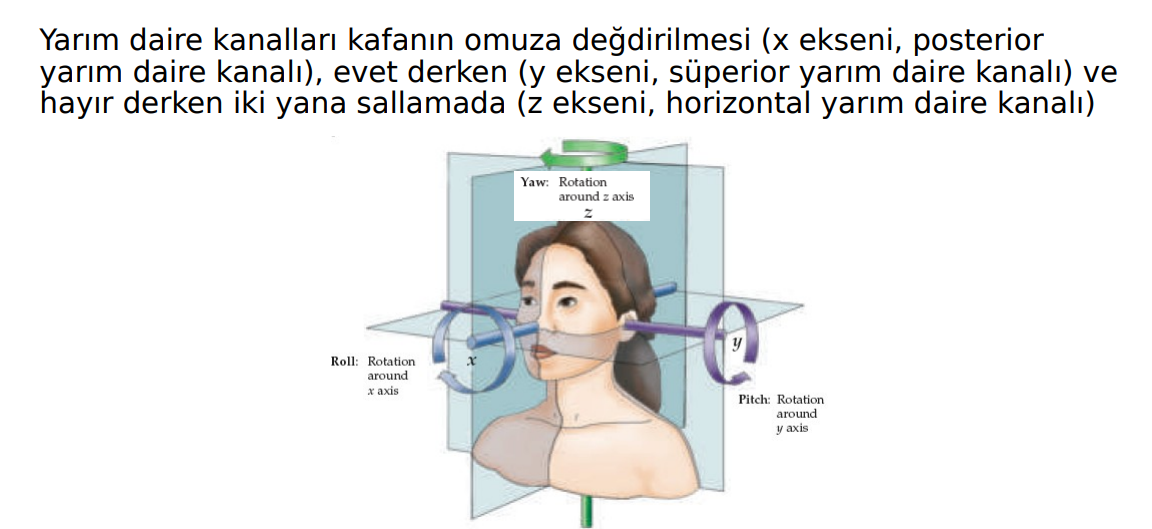 Yarım daire kanalları kafanın omuza değdirilmesi (x ekseni, posterior
yarım daire kanalı), evet derken (y ekseni, süperior yarım daire kanalı) ve
hayır derken iki yana sallamada (z ekseni, horizontal yarım daire kanalı)
Yaw: Rotation
around z axis
z
x
y
Roll: Rotation
around
x axis
Pitch: Rotation
around
y axis